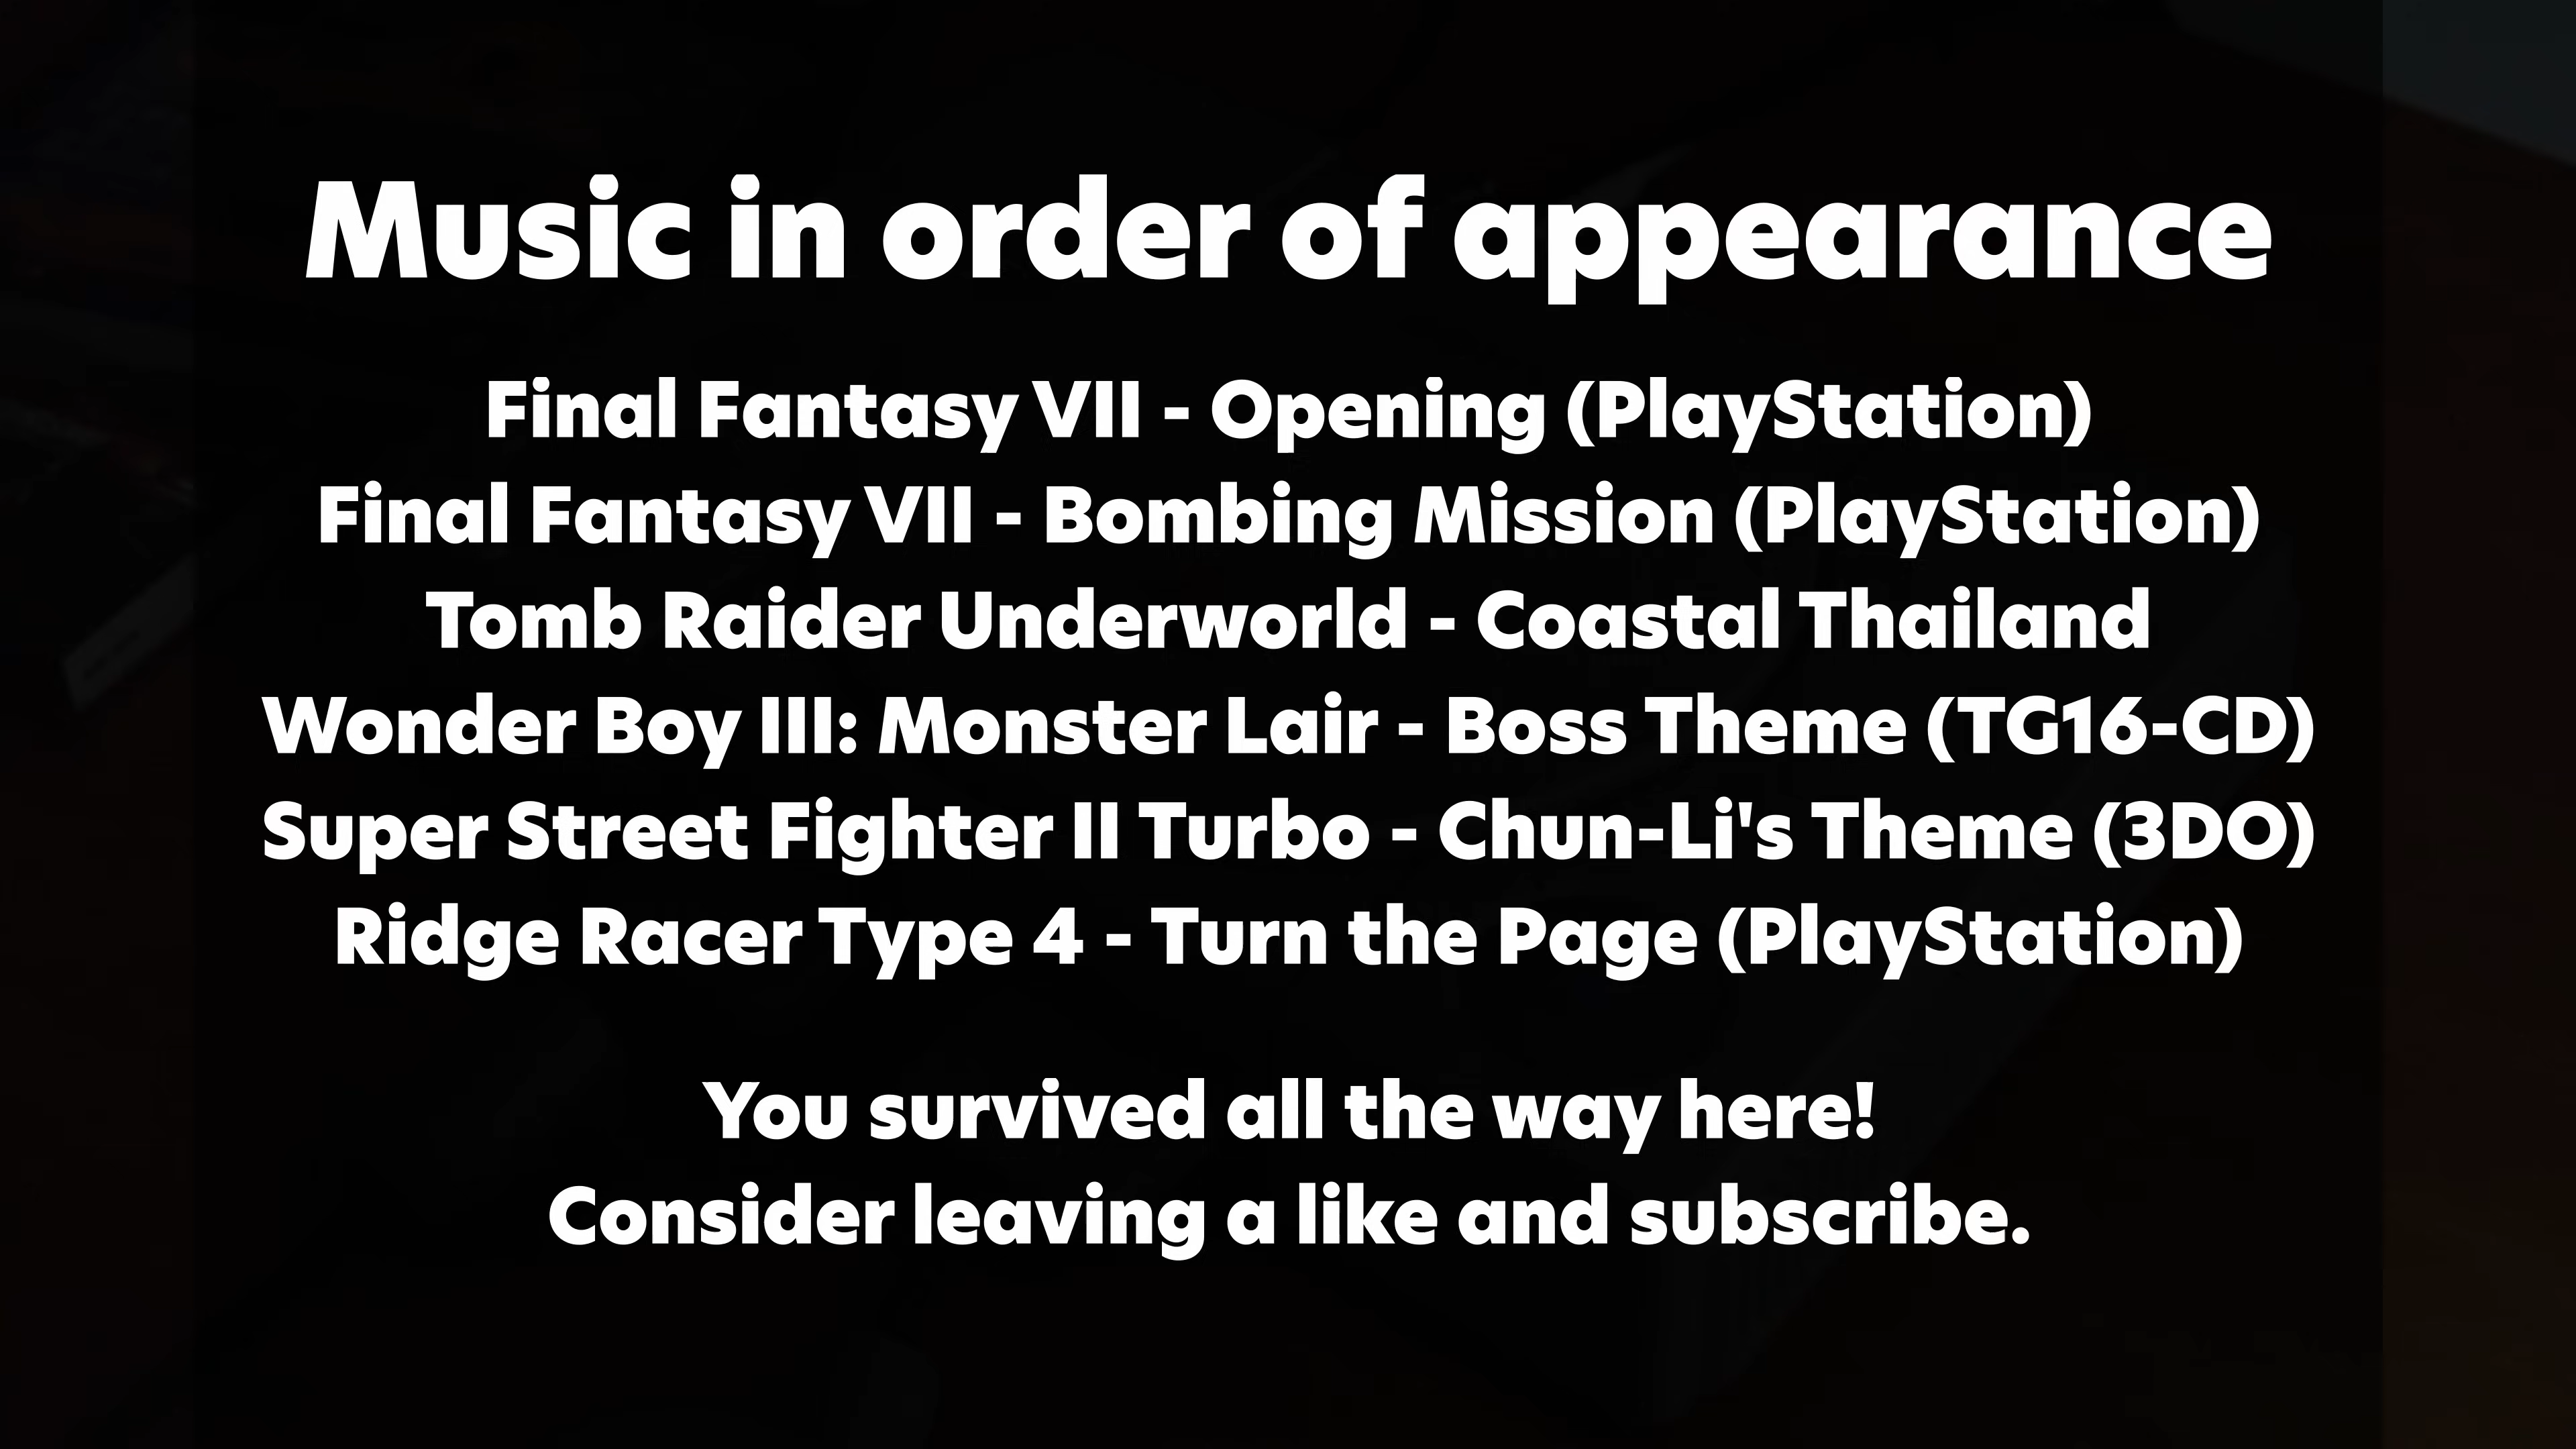 Music in order of appearance
Final Fantasy VII - Opening (PlayStation)
Final Fantasy VII - Bombing Mission (PlayStation)
Tomb Raider Underworld - Coastal Thailand
Wonder Boy III: Monster Lair - Boss Theme (TG16-CD)
Super Street Fighter II Turbo - Chun-Li's Theme (3DO)
Ridge Racer Type 4 - Turn the Page (PlayStation)
You survived all the way here!
Consider leaving a like and subscribe.